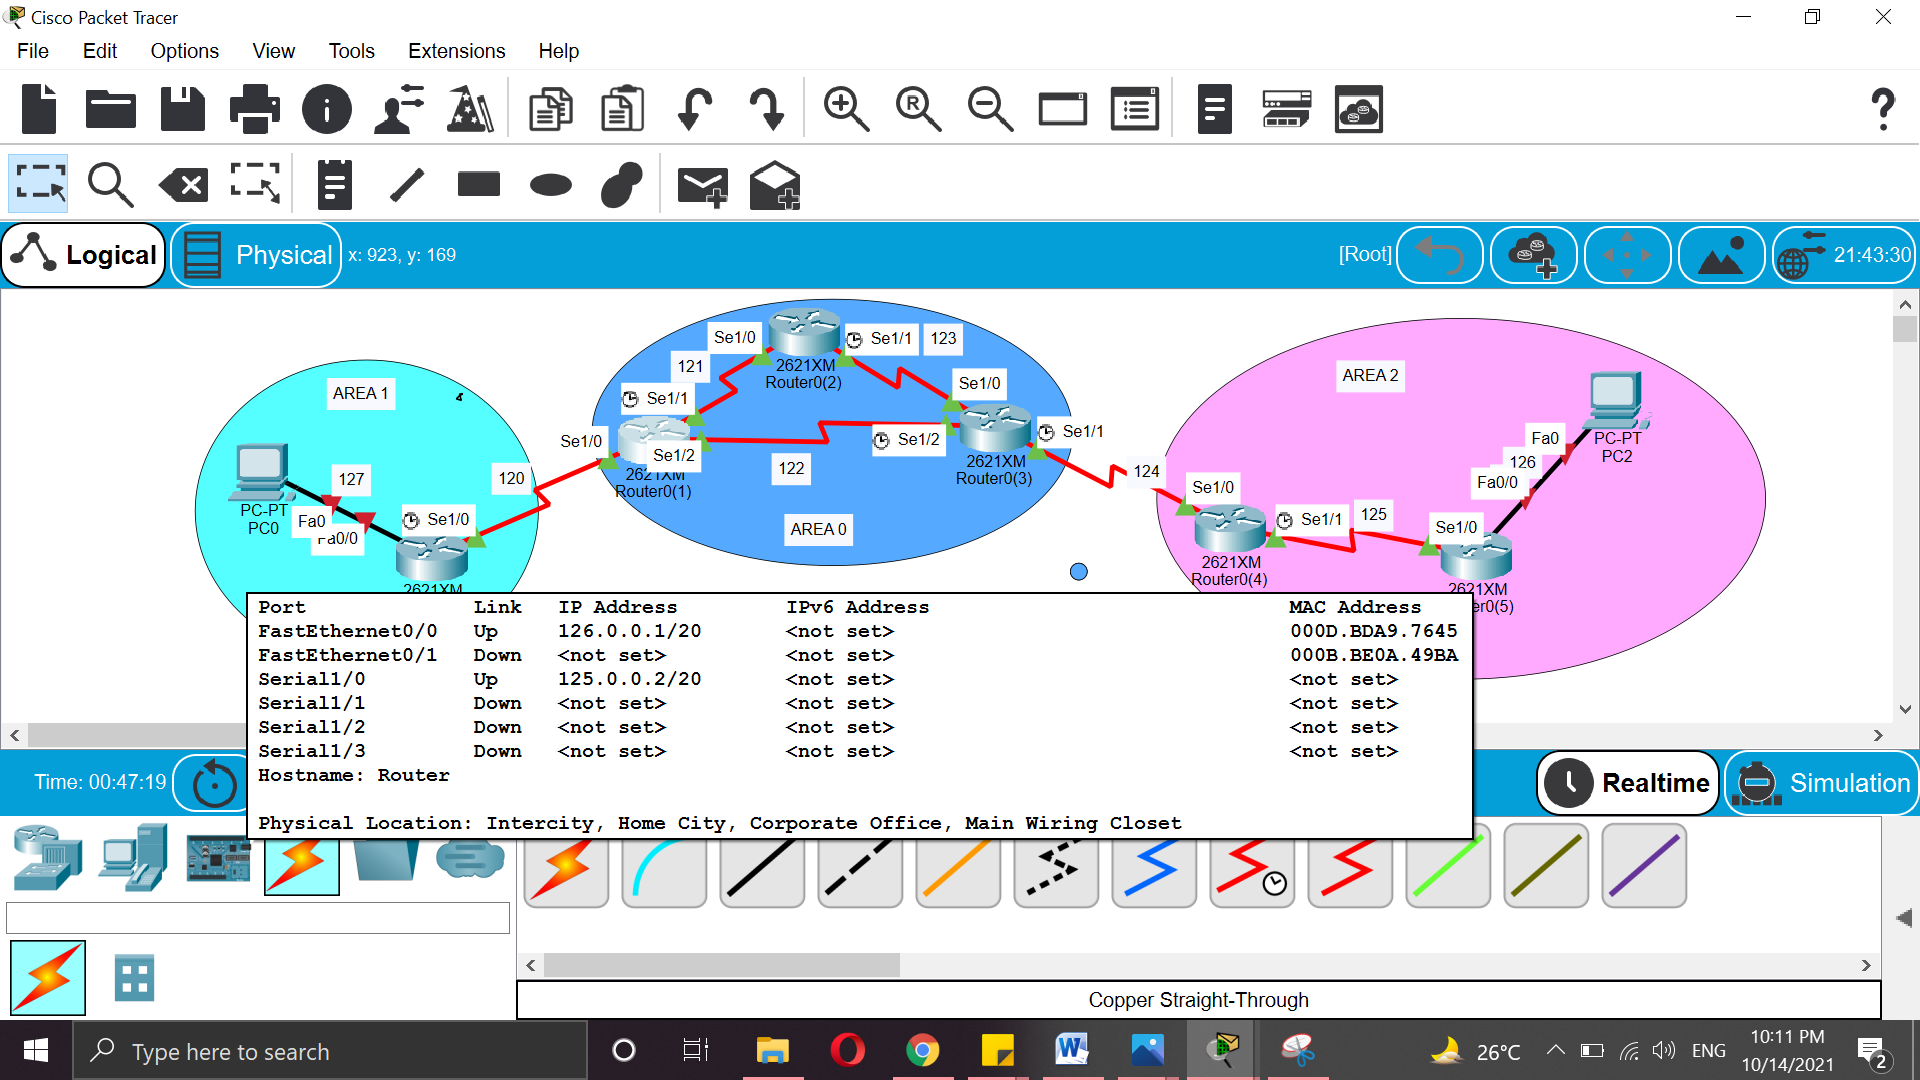 Cisco Packet Tracer
File Edit Options View Tools Extensions Help
Logical Physical x: 923, y: 169 [Root] 21:43:30
Se1/0 Se1/1 123
121 2621XM
Router0(2)
AREA 1 Se1/1 Se1/0 AREA 2
Se1/0 Se1/2 Se1/2 Se1/1 Fa0 PC-PT
PC2
127 120 2621XM
Router0(1) 122 2621XM
Router0(3) 124 126
Fa0/0
PC-PT
PC0 Fa0 Se1/0 AREA 0 Se1/0 Se1/1 125 Se1/0
Fa0/0 2621XM
Router0(4)
2621XM 2621XM
er0(5)
Port Link IP Address IPv6 Address MAC Address
FastEthernet0/0 Up 126.0.0.1/20 <not set> 000D.BDA9.7645
FastEthernet0/1 Down <not set> <not set> 000B.BE0A.49BA
Serial1/0 Up 125.0.0.2/20 <not set> <not set>
Serial1/1 Down <not set> <not set> <not set>
Serial1/2 Down <not set> <not set> <not set>
Serial1/3 Down <not set> <not set> <not set>
Hostname: Router
Physical Location: Intercity, Home City, Corporate Office, Main Wiring Closet
Time: 00:47:19 Realtime Simulation
Copper Straight-Through
Type here to search 26°C ENG 10:11 PM
10/14/2021 2